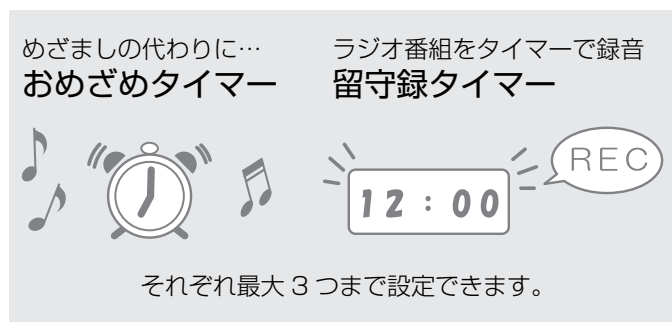 めざましの代わりに…
おめざめタイマー
ラジオ番組をタイマーで録音
留守録タイマー
REC
12:00
それぞれ最大 3 つまで設定できます。